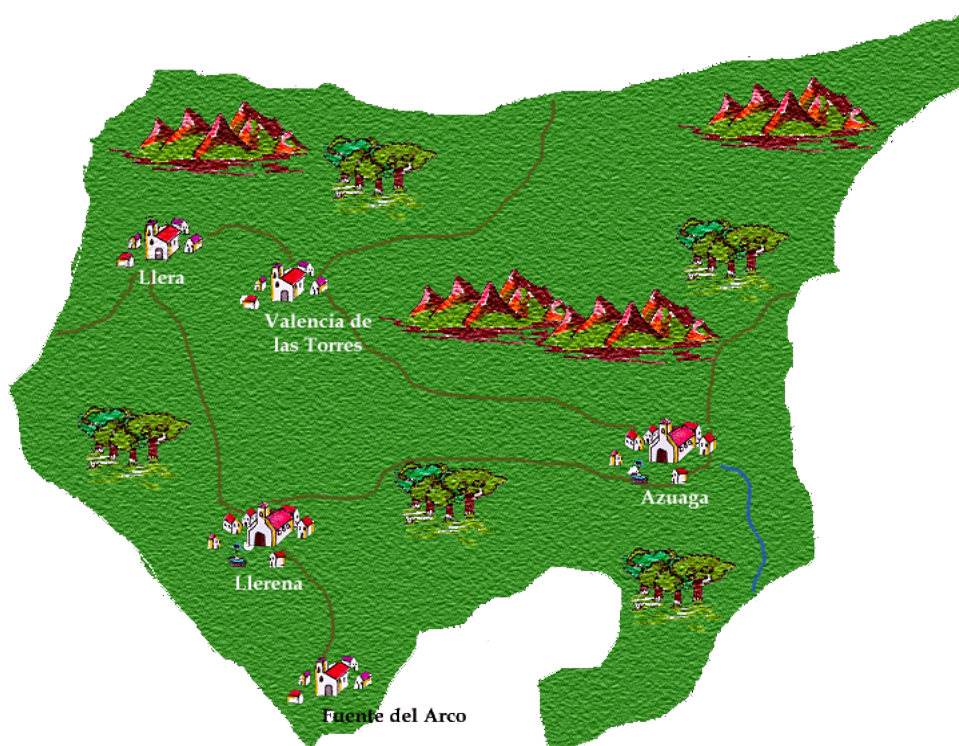 Llera
Valencia de
las Torres
Azuaga
Llerena
Fuente del Arco